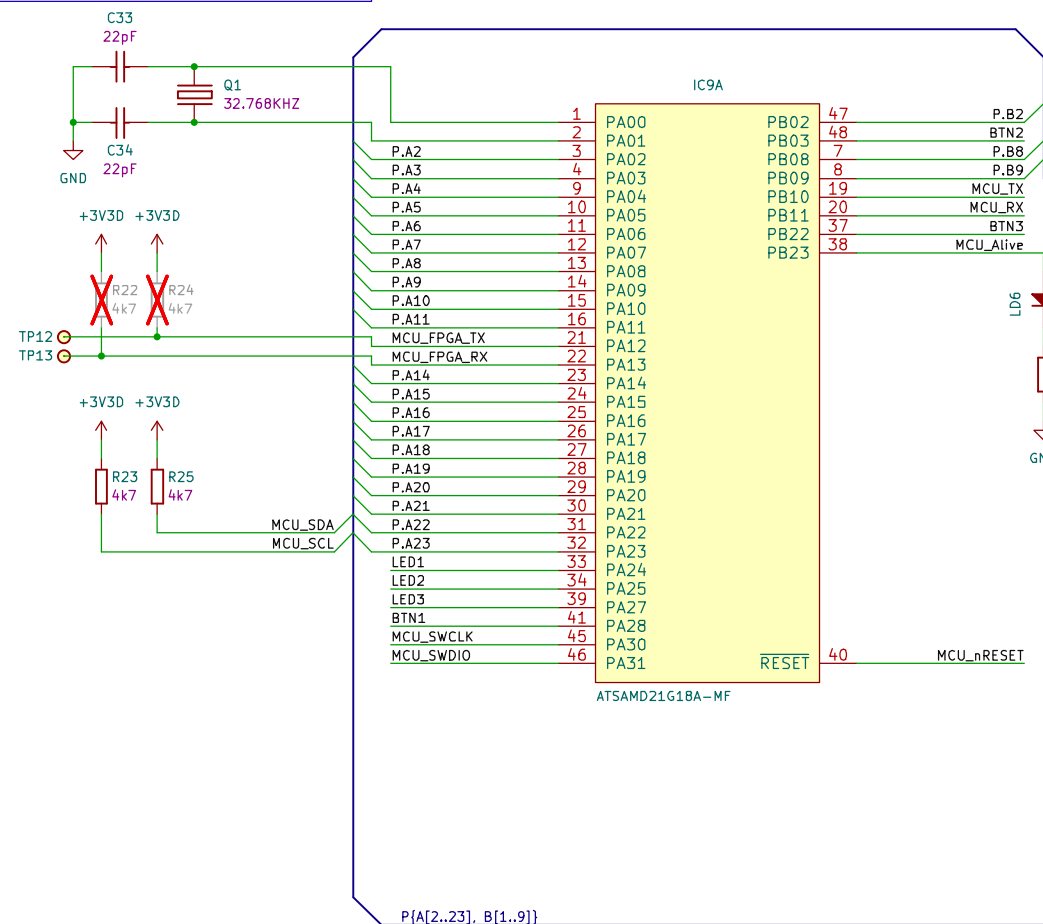 C33
22pF
Q1
32.768KHZ
C34
22pF
GND
+3V3D +3V3D
R22
4k7
R24
4k7
TP12
TP13
+3V3D +3V3D
R23
4k7
R25
4k7
MCU_SDA
MCU_SCL
IC9A
1 PA00
2 PA01
P.A2 3 PA02
P.A3 4 PA03
P.A4 9 PA04
P.A5 10 PA05
P.A6 11 PA06
P.A7 12 PA07
P.A8 13 PA08
P.A9 14 PA09
P.A10 15 PA10
P.A11 16 PA11
MCU_FPGA_TX 21 PA12
MCU_FPGA_RX 22 PA13
P.A14 23 PA14
P.A15 24 PA15
P.A16 25 PA16
P.A17 26 PA17
P.A18 27 PA18
P.A19 28 PA19
P.A20 29 PA20
P.A21 30 PA21
P.A22 31 PA22
P.A23 32 PA23
LED1 33 PA24
LED2 34 PA25
LED3 39 PA27
BTN1 41 PA28
MCU_SWCLK 45 PA30
MCU_SWDIO 46 PA31
PB02 47 P.B2
PB03 48 BTN2
PB08 7 P.B8
PB09 8 P.B9
PB10 19 MCU_TX
PB11 20 MCU_RX
PB22 37 BTN3
PB23 38 MCU_Alive
RESET 40 MCU_nRESET
ATSAMD21G18A-MF
LD6
P{A[2..23], B[1..9]}